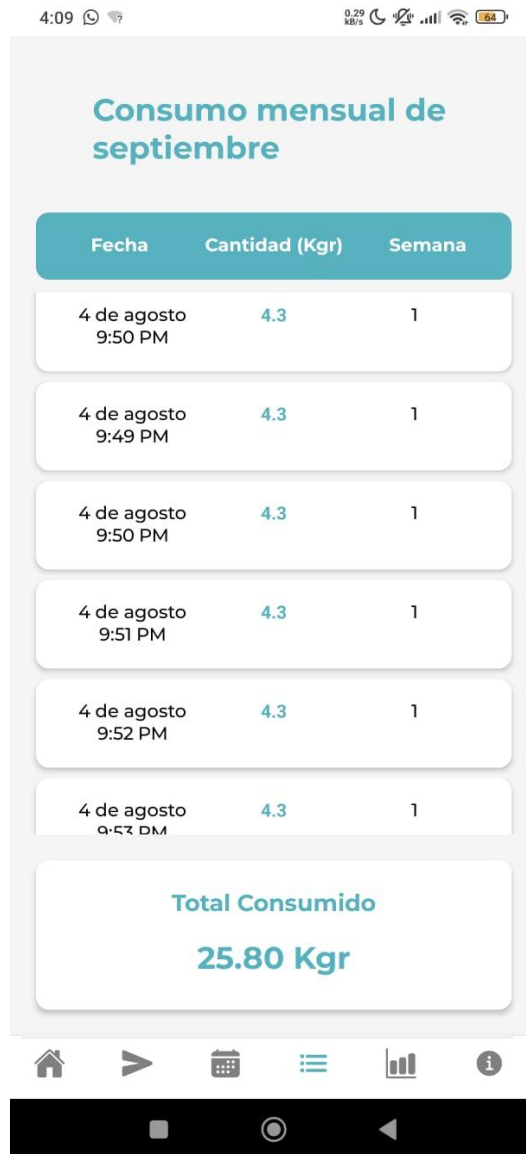 4:09
0.29
kB/s
64
Consumo mensual de
septiembre
Fecha Cantidad (Kgr) Semana
4 de agosto 4.3 1
9:50 PM
4 de agosto 4.3 1
9:49 PM
4 de agosto 4.3 1
9:50 PM
4 de agosto 4.3 1
9:51 PM
4 de agosto 4.3 1
9:52 PM
4 de agosto 4.3 1
9:53 PM
Total Consumido
25.80 Kgr